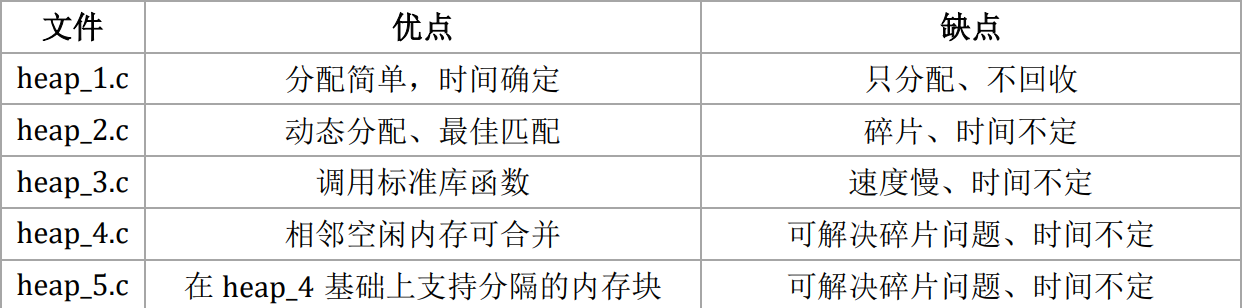 文件 优点 缺点
heap_1.c 分配简单，时间确定 只分配、不回收
heap_2.c 动态分配、最佳匹配 碎片、时间不定
heap_3.c 调用标准库函数 速度慢、时间不定
heap_4.c 相邻空闲内存可合并 可解决碎片问题、时间不定
heap_5.c 在 heap_4 基础上支持分隔的内存块 可解决碎片问题、时间不定